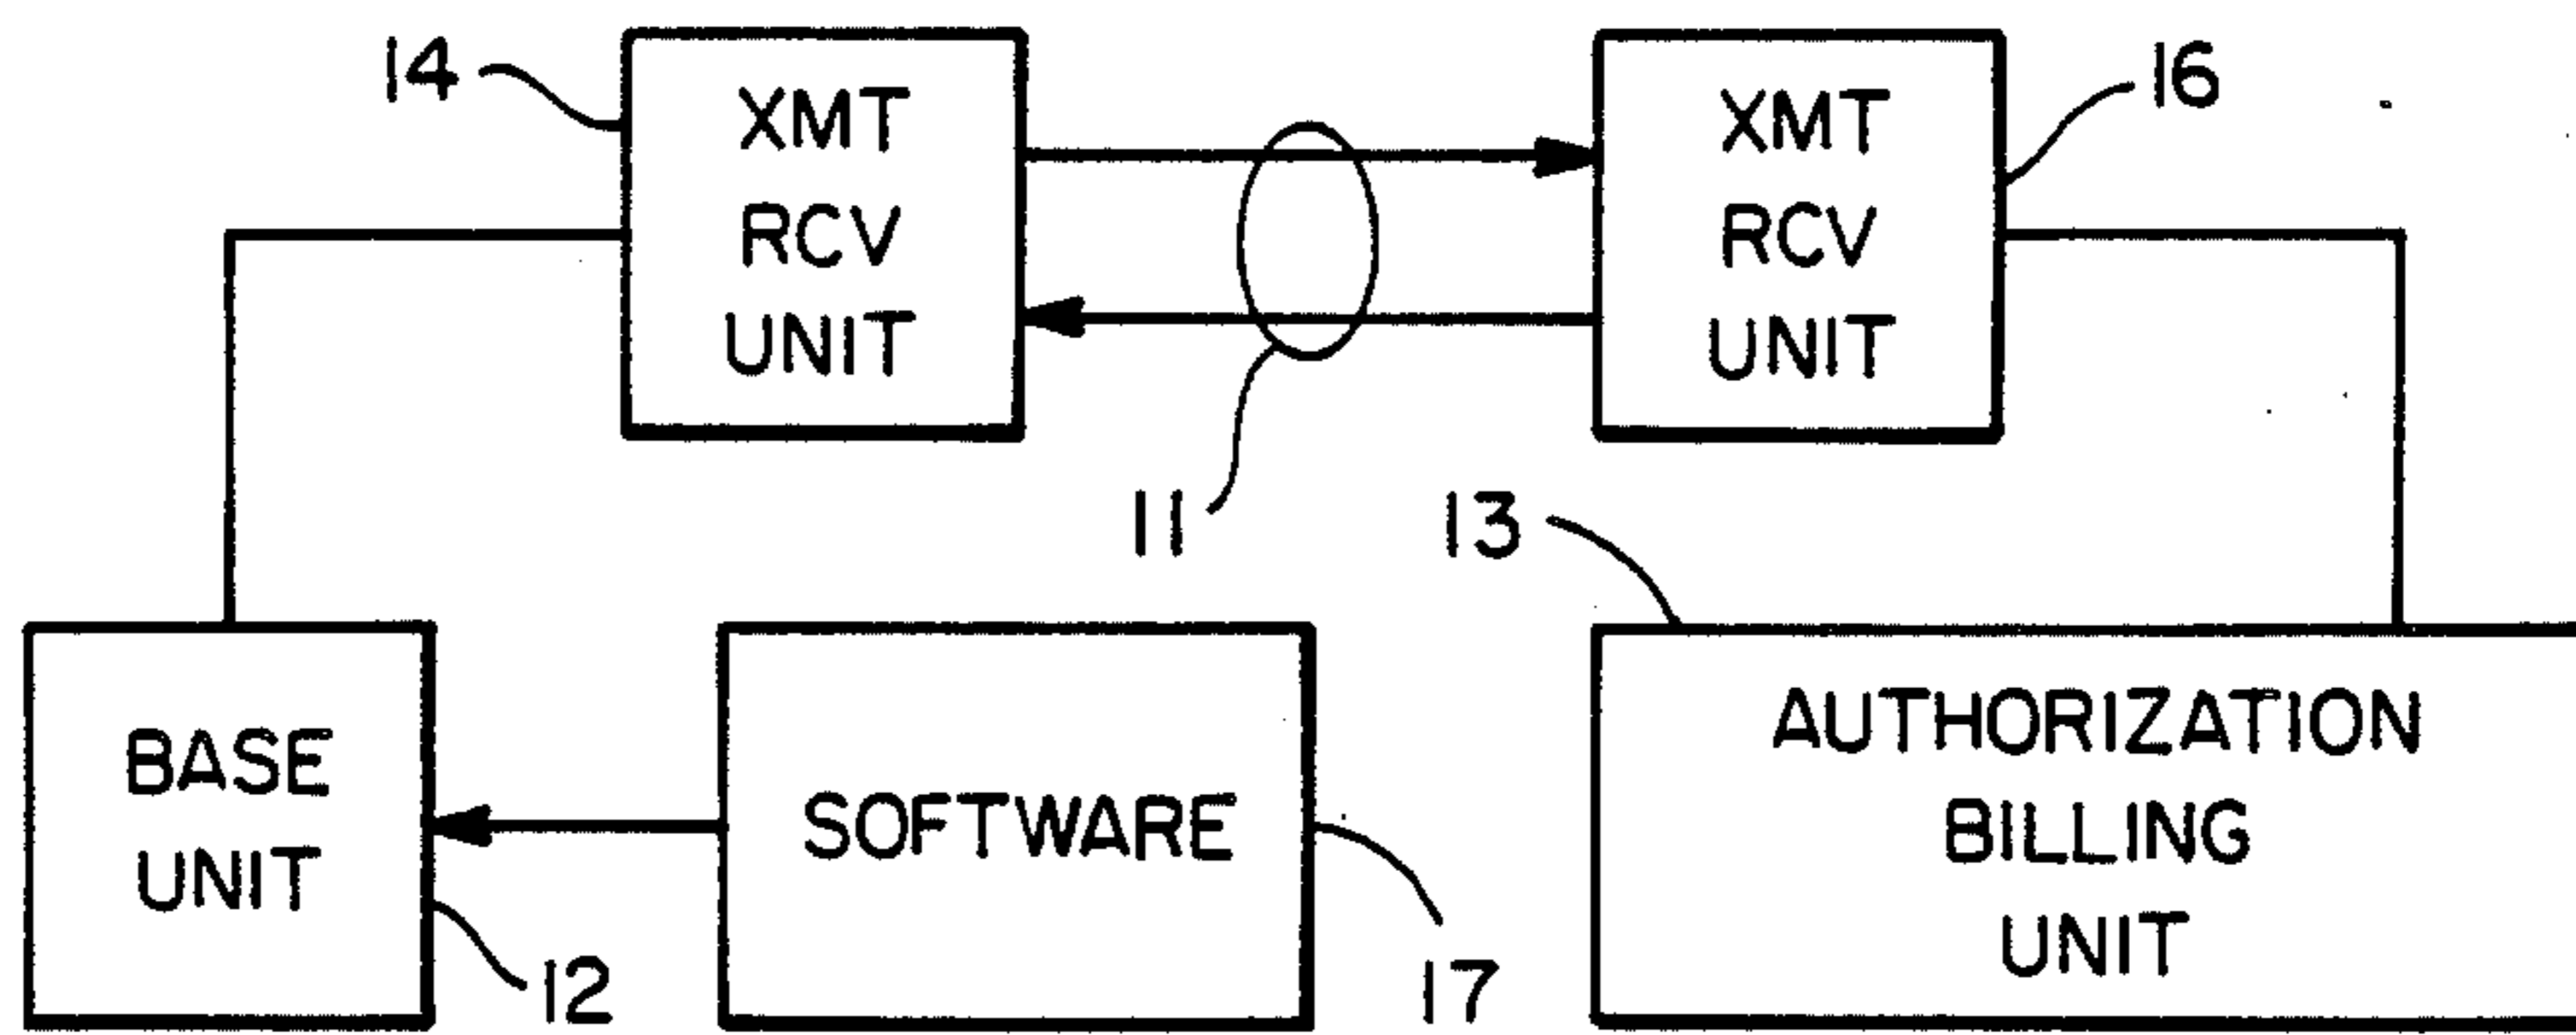 14
XMT
RCV
UNIT
XMT
RCV
UNIT
16
11
13
BASE
UNIT
12
SOFTWARE
17
AUTHORIZATION
BILLING
UNIT